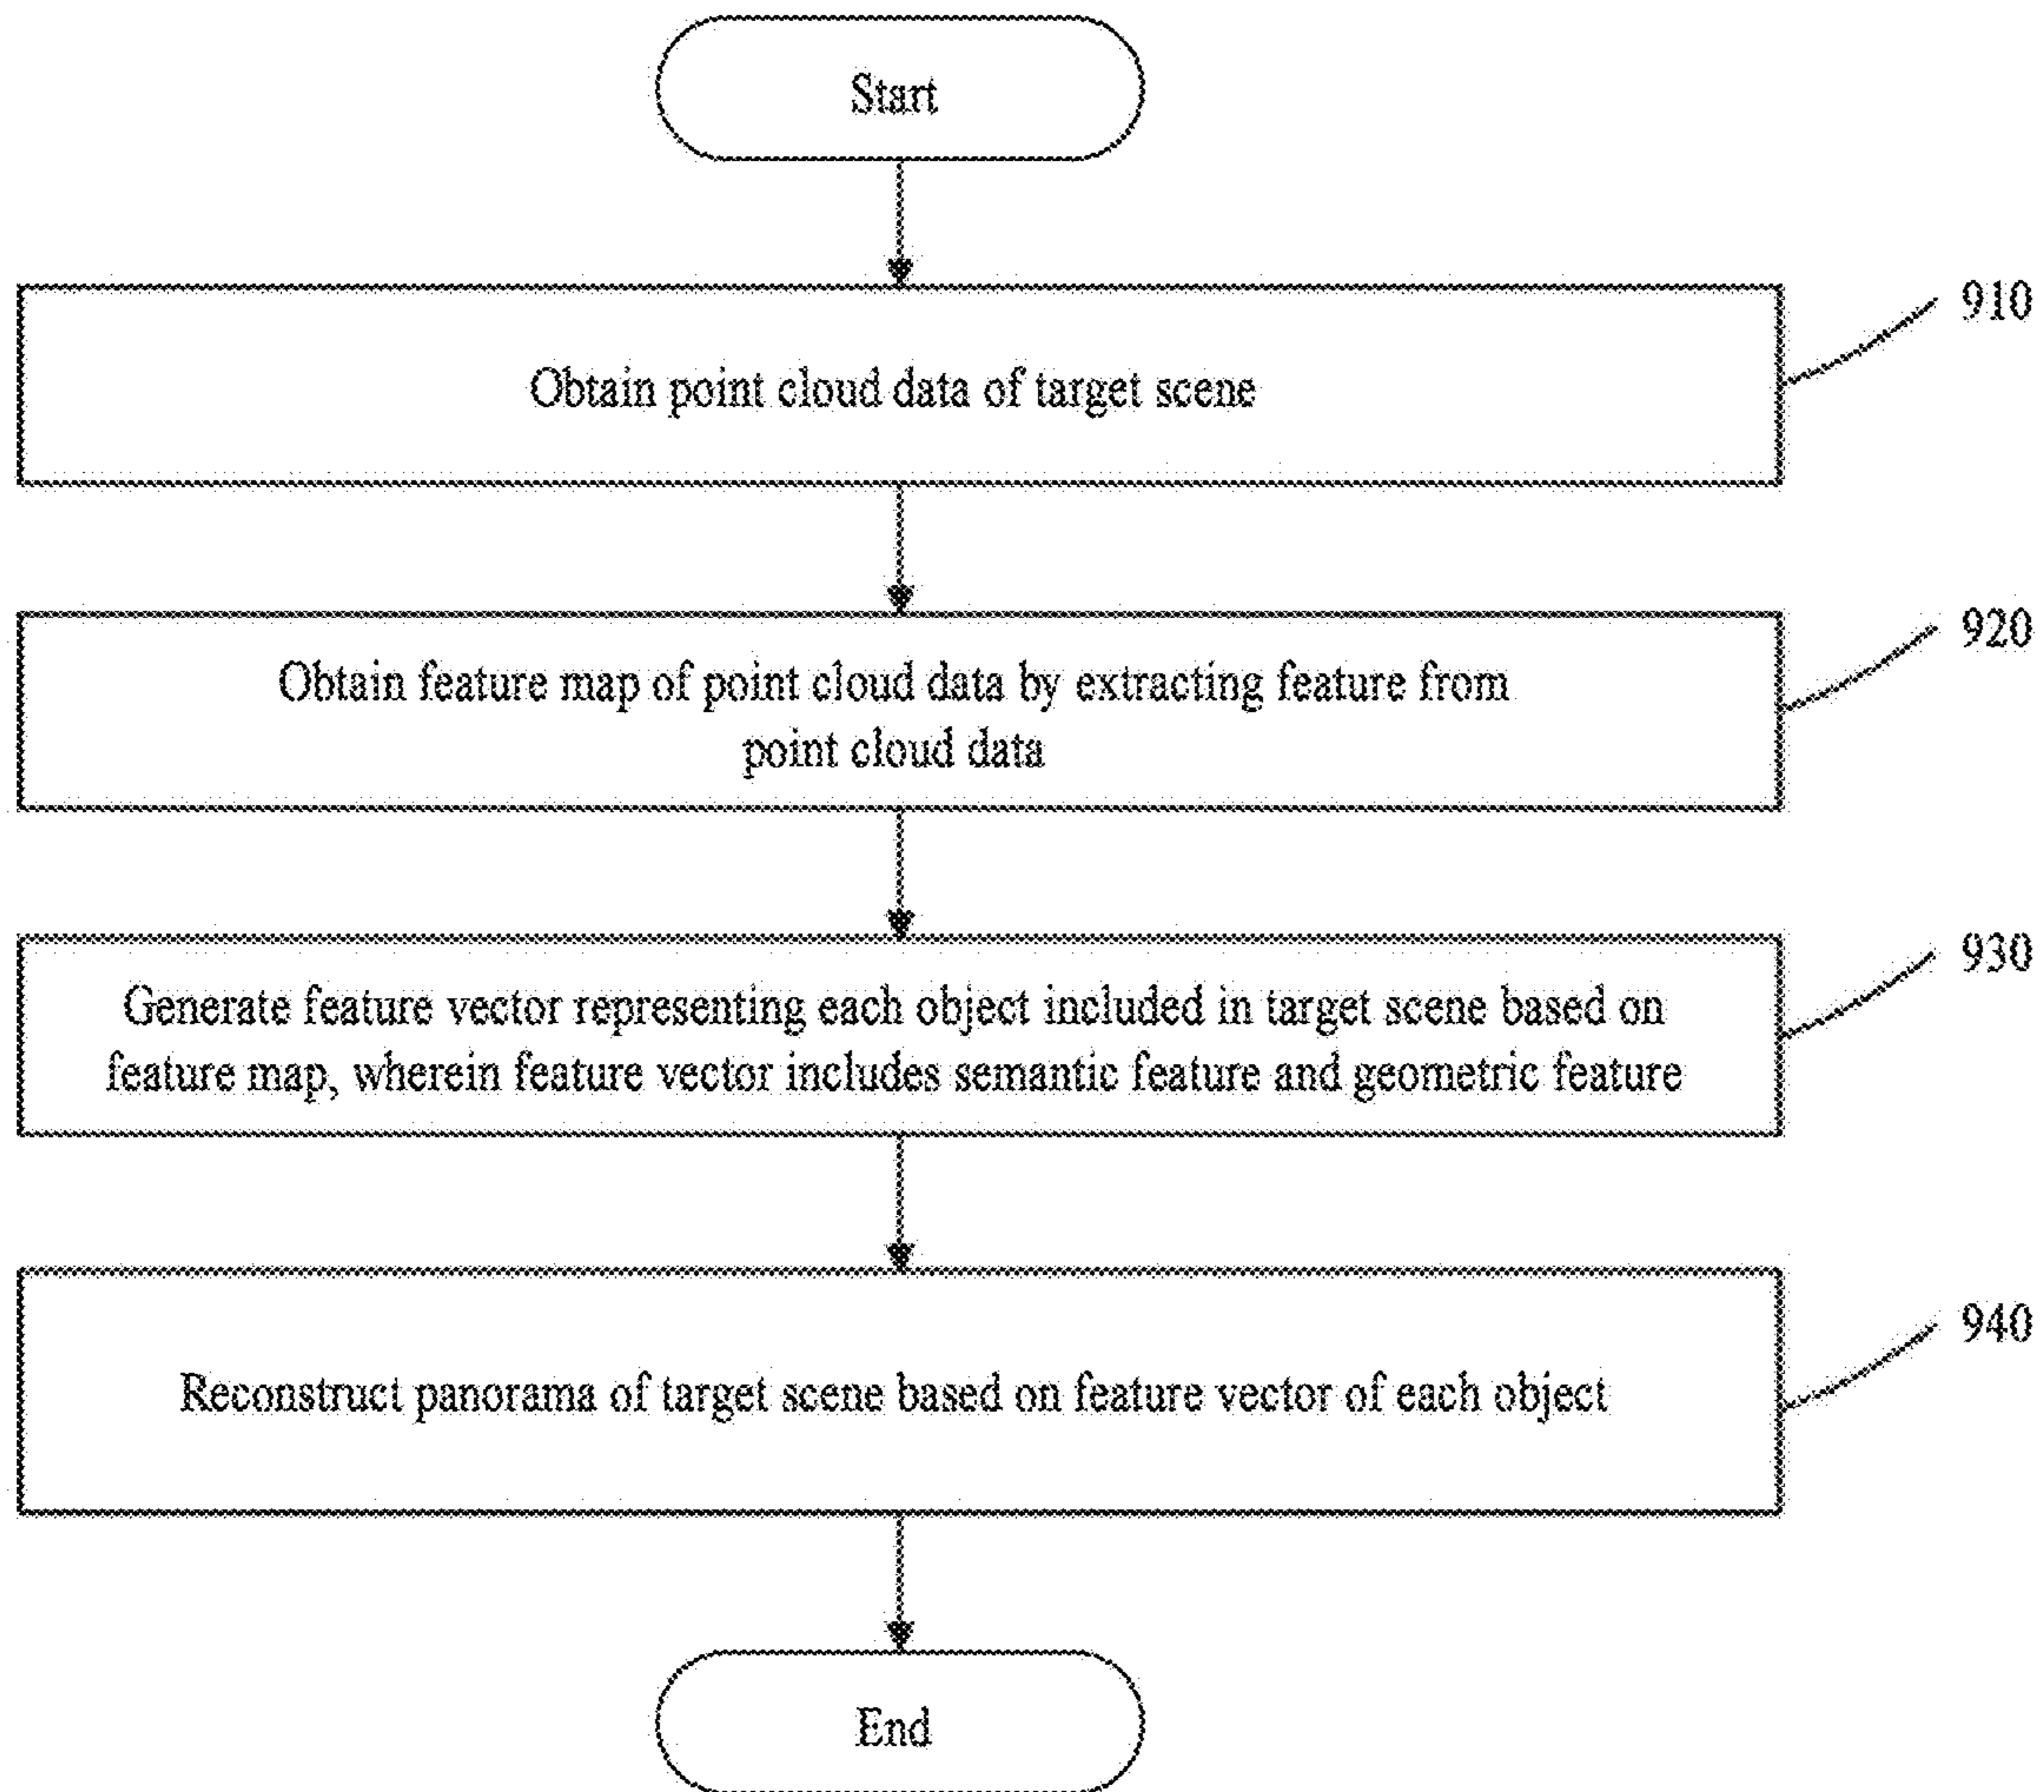 Start
910
Obtain point cloud data of target scene
920
Obtain feature map of point cloud data by extracting feature from
point cloud data
930
Generate feature vector representing each object included in target scene based on
feature map, wherein feature vector includes semantic feature and geometric feature
940
Reconstruct panorama of target scene based on feature vector of each object
End